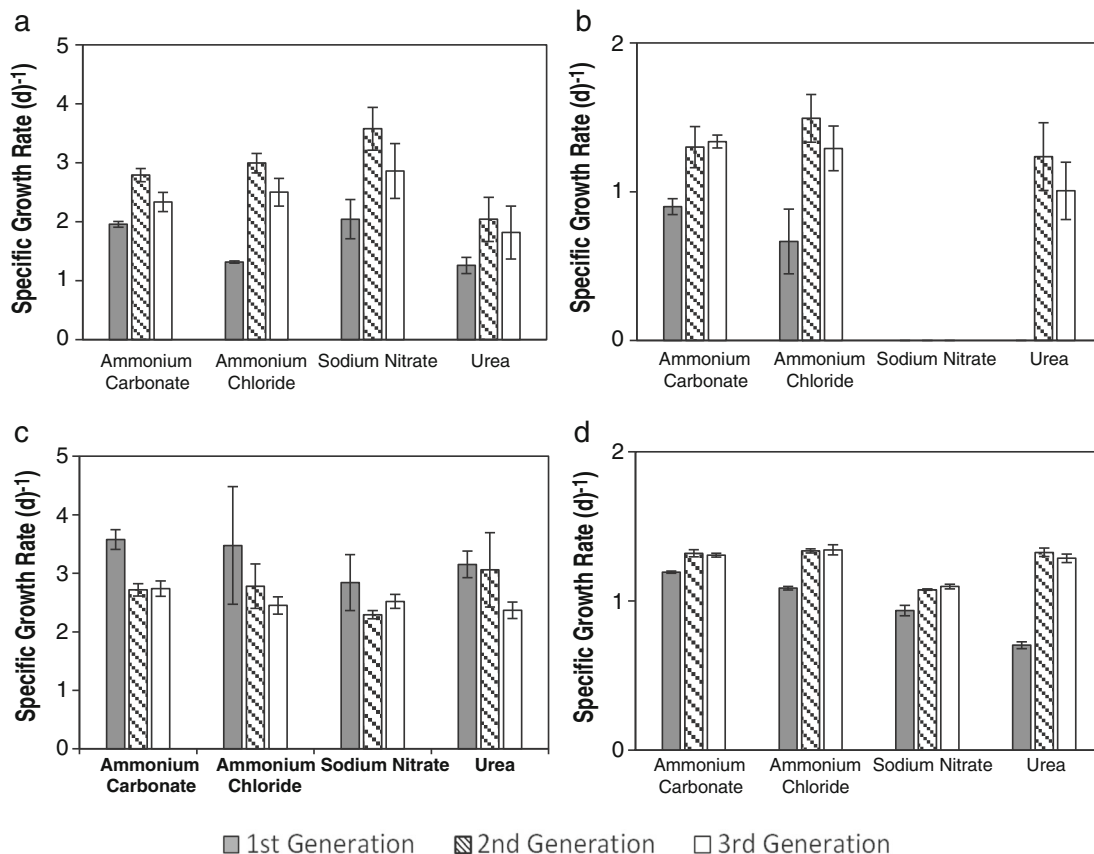 a
Specific Growth Rate (d)-1
5
4
3
2
1
0
Ammonium Carbonate
Ammonium Chloride
Sodium Nitrate
Urea
b
Specific Growth Rate (d)-1
2
1
0
Ammonium Carbonate
Ammonium Chloride
Sodium Nitrate
Urea
c
Specific Growth Rate (d)-1
5
4
3
2
1
0
Ammonium Carbonate
Ammonium Chloride
Sodium Nitrate
Urea
d
Specific Growth Rate (d)-1
2
1
0
Ammonium Carbonate
Ammonium Chloride
Sodium Nitrate
Urea
1st Generation 2nd Generation 3rd Generation